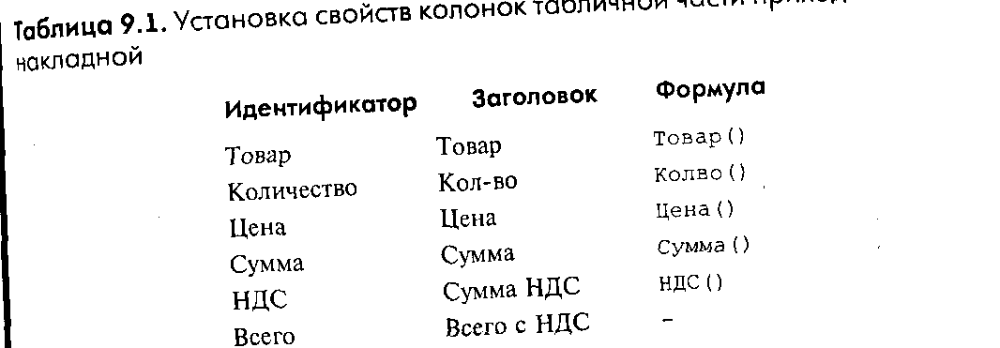 Таблица 9.1. Установка свойств колонок табличной части
накладной
Идентификатор Заголовок Формула
Товар Товар Товар()
Количество Кол-во Колво()
Цена Цена Цена()
Сумма Сумма Сумма()
НДС Сумма НДС НДС()
Всего Всего с НДС –